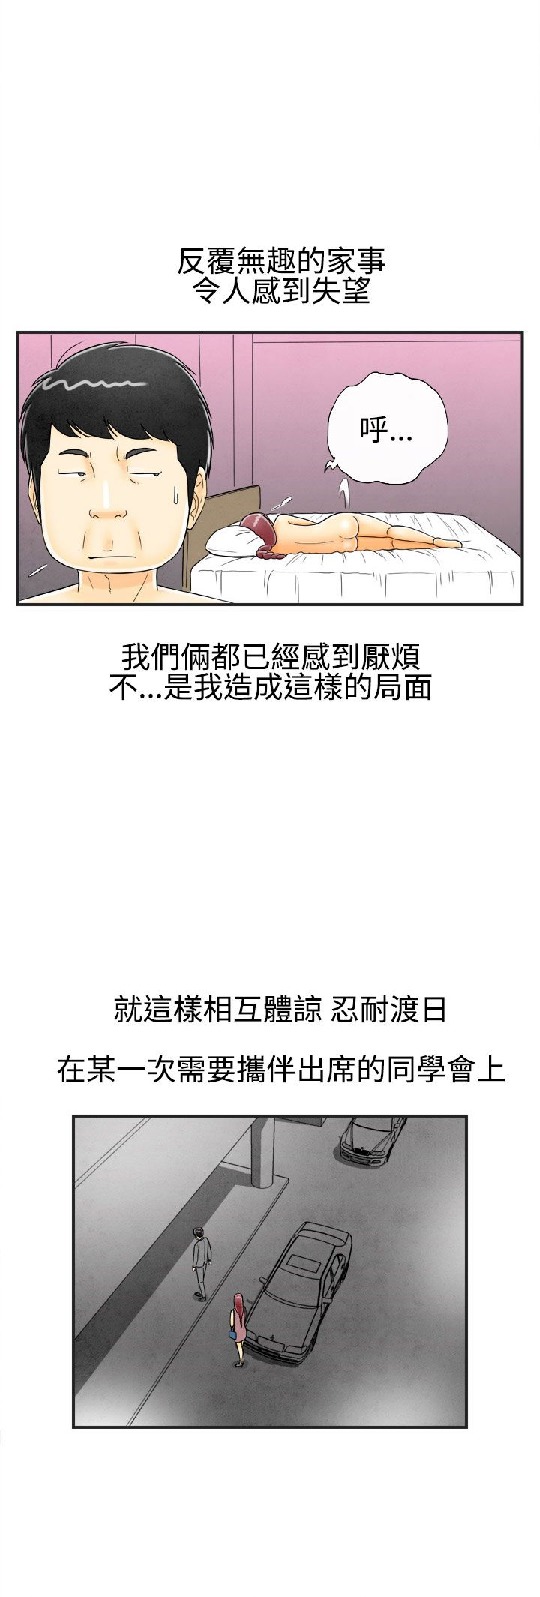 反覆無趣的家事
令人感到失望
呼...
我們倆都已經感到厭煩
不...是我造成這樣的局面
就這樣相互體諒 忍耐渡日
在某一次需要攜伴出席的同學會上